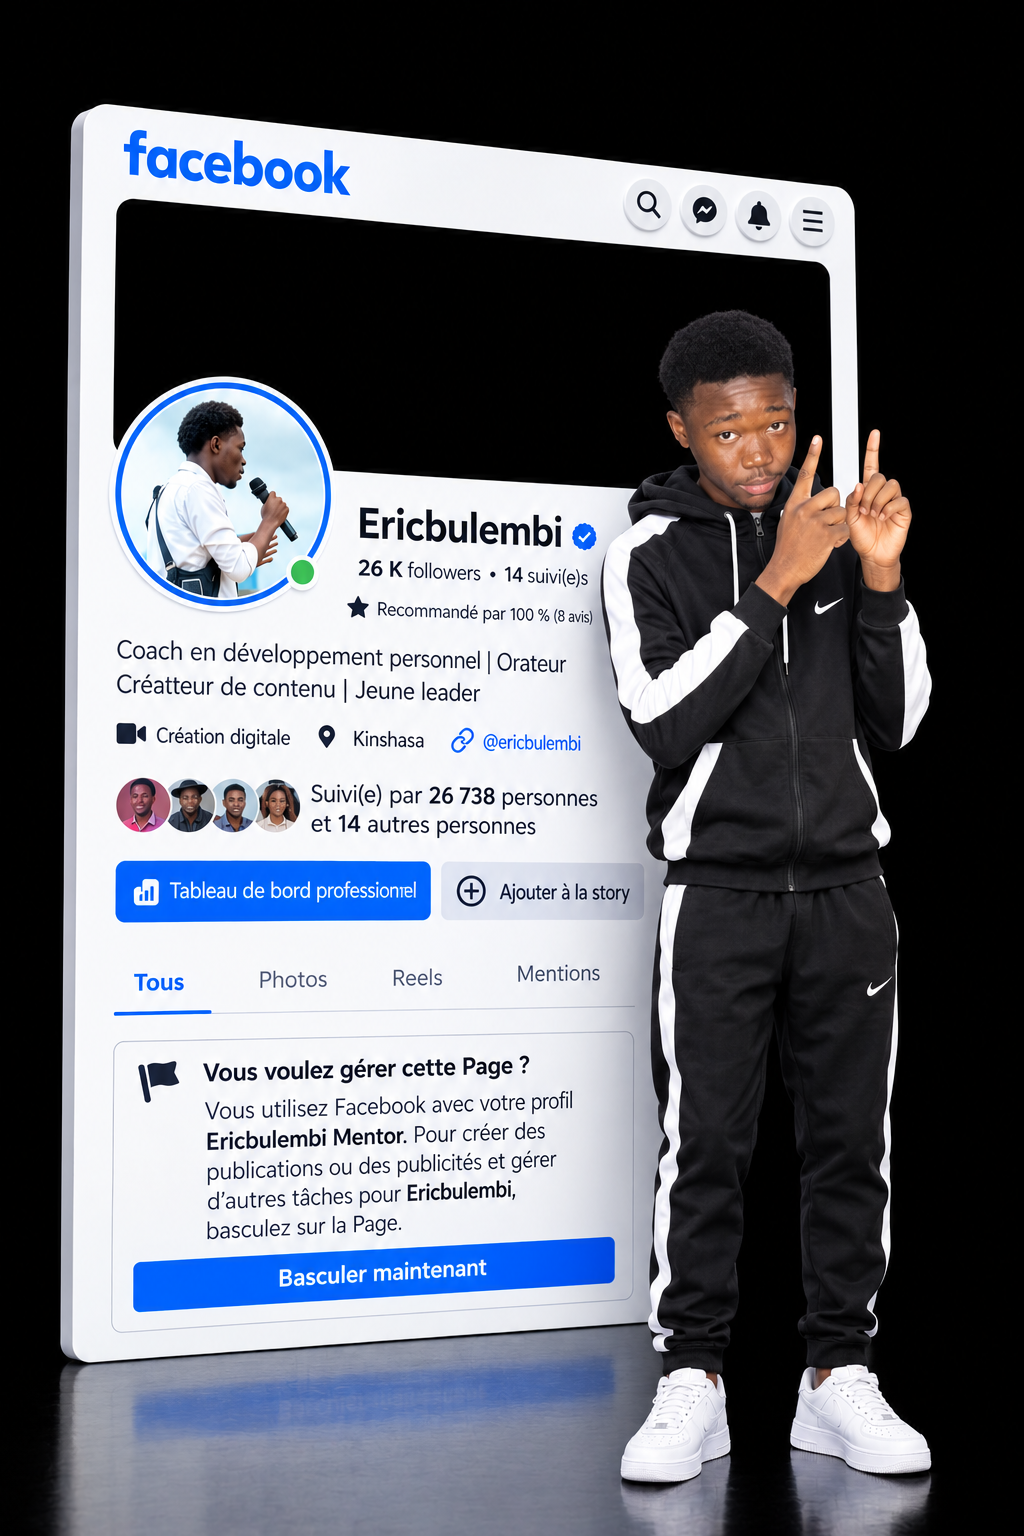 facebook
Ericbulembi
26 K followers • 14 suivi(e)s
Recommandé par 100 % (8 avis)
Coach en développement personnel | Orateur
Créatteur de contenu | Jeune leader
Création digitale Kinshasa @ericbulembi
Suivi(e) par 26 738 personnes
et 14 autres personnes
Tableau de bord professionnel Ajouter à la story
Tous Photos Reels Mentions
Vous voulez gérer cette Page ?
Vous utilisez Facebook avec votre profil
Ericbulembi Mentor. Pour créer des
publications ou des publicités et gérer
d'autres tâches pour Ericbulembi,
basculez sur la Page.
Basculer maintenant